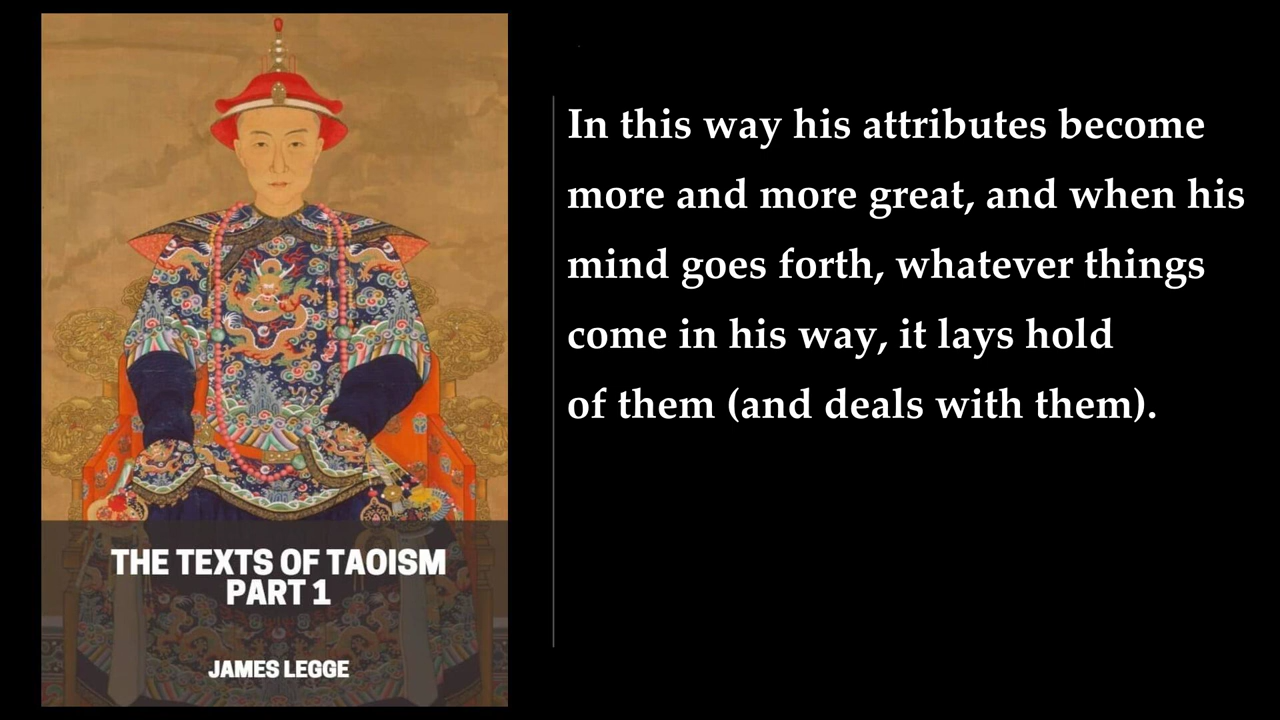 THE TEXTS OF TAOISM
PART 1
JAMES LEGGE
In this way his attributes become
more and more great, and when his
mind goes forth, whatever things
come in his way, it lays hold
of them (and deals with them).